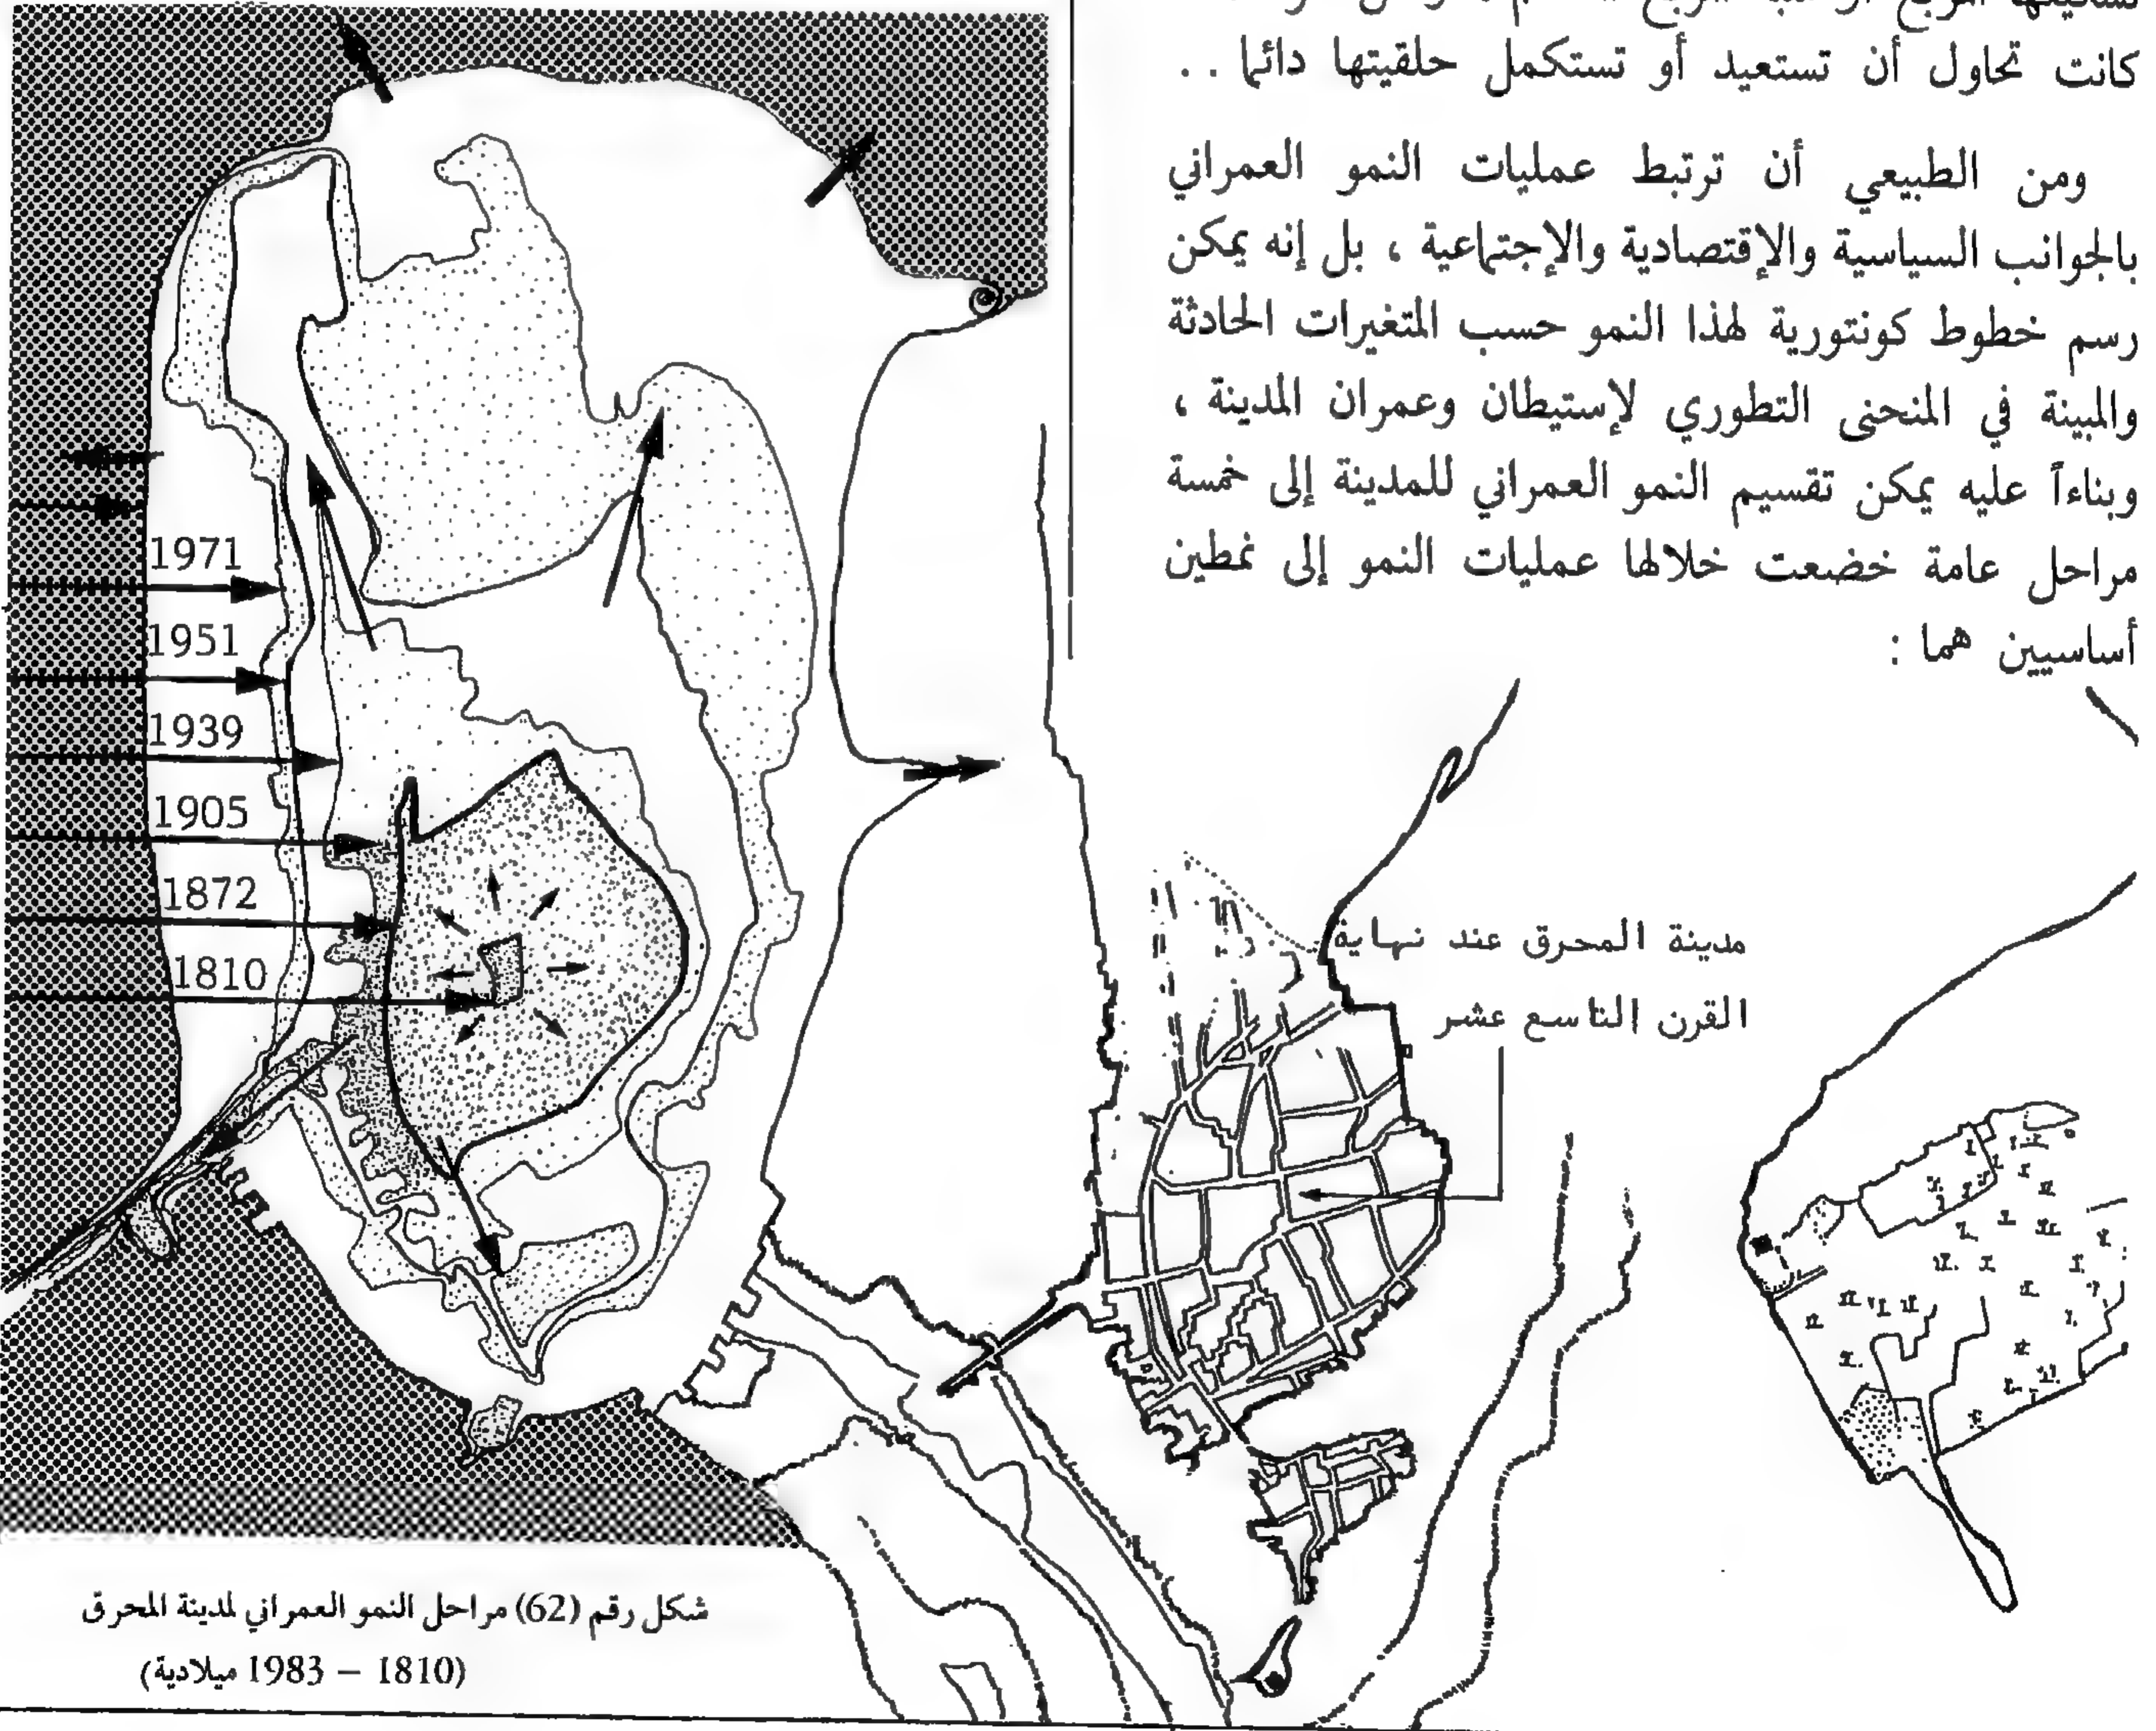 كانت تحاول أن تستعيد أو تستكمل حلقيتها دائما . .
ومن الطبيعي أن ترتبط عمليات النمو العمراني
بالجوانب السياسية والإقتصادية والإجتماعية ، بل إنه يمكن
رسم خطوط كونتورية لهذا النمو حسب المتغيرات الحادثة
والمبينة في المنحنى التطوري لإستيطان وعمران المدينة ،
وبناءاً عليه يمكن تقسيم النمو العمراني للمدينة إلى خمسة
مراحل عامة خضعت خلالها عمليات النمو إلى نمطين
أساسيين هما :
1971
1951
1939
1905
1872
1810
مدينة المحرق عند نهاية
القرن التاسع عشر
شكل رقم (62) مراحل النمو العمراني لمدينة المحرق
(1810 – 1983 ميلادية)